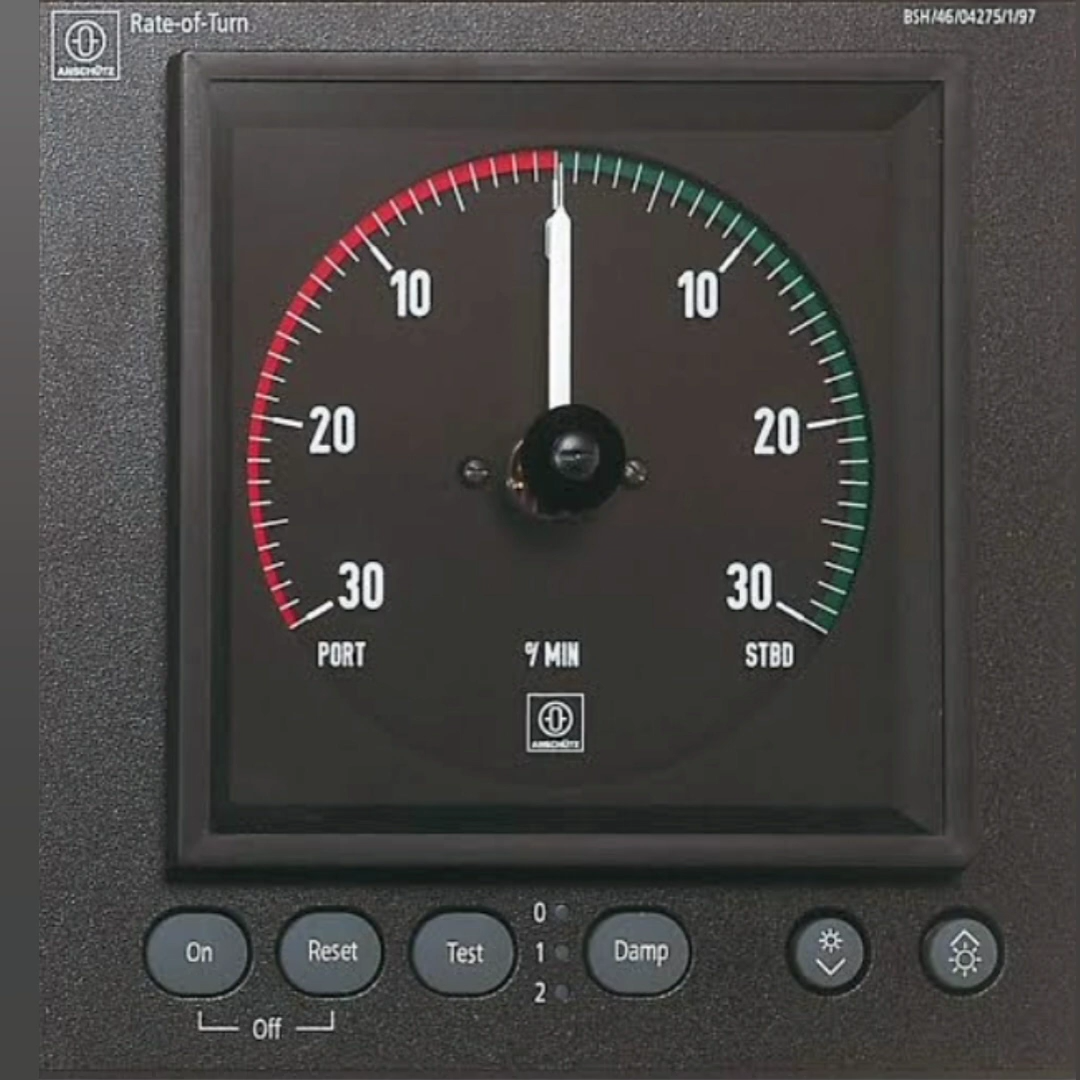 ANSCHÜTZ
Rate-of-Turn
BSH/46/04275/1/97
10 10
20 20
30 30
PORT °/MIN STBD
ANSCHÜTZ
On Reset Test 0 1 2 Damp
Off